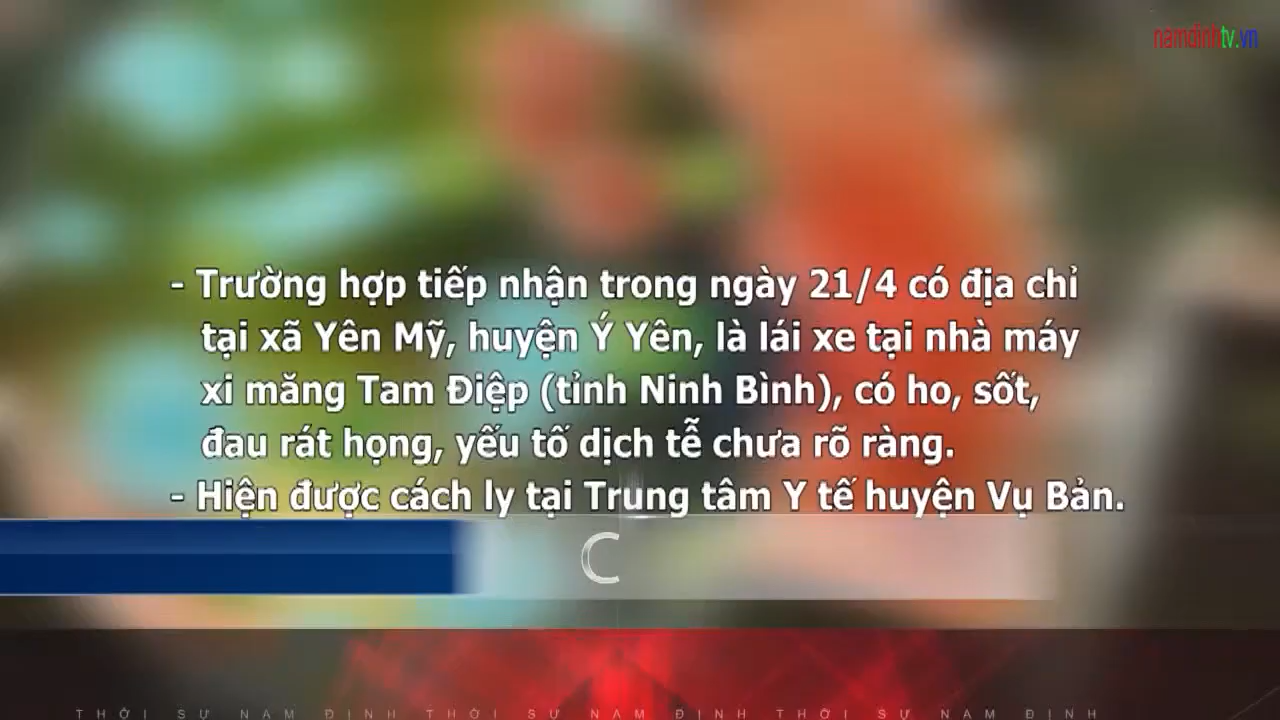 namdinhtv.vn
- Trường hợp tiếp nhận trong ngày 21/4 có địa chỉ
tại xã Yên Mỹ, huyện Ý Yên, là lái xe tại nhà máy
xi măng Tam Điệp (tỉnh Ninh Bình), có ho, sốt,
đau rát họng, yếu tố dịch tễ chưa rõ ràng.
- Hiện được cách ly tại Trung tâm Y tế huyện Vụ Bản.
C
THỜI SỰ NAM ĐỊNH THỜI SỰ NAM ĐỊNH THỜI SỰ NAM ĐỊNH